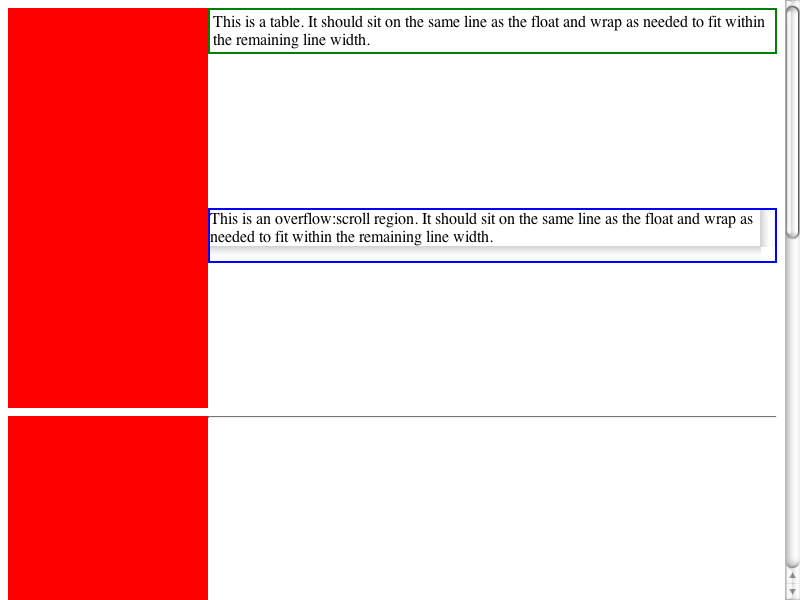 This is a table. It should sit on the same line as the float and wrap as needed to fit within
the remaining line width.
This is an overflow:scroll region. It should sit on the same line as the float and wrap as
needed to fit within the remaining line width.